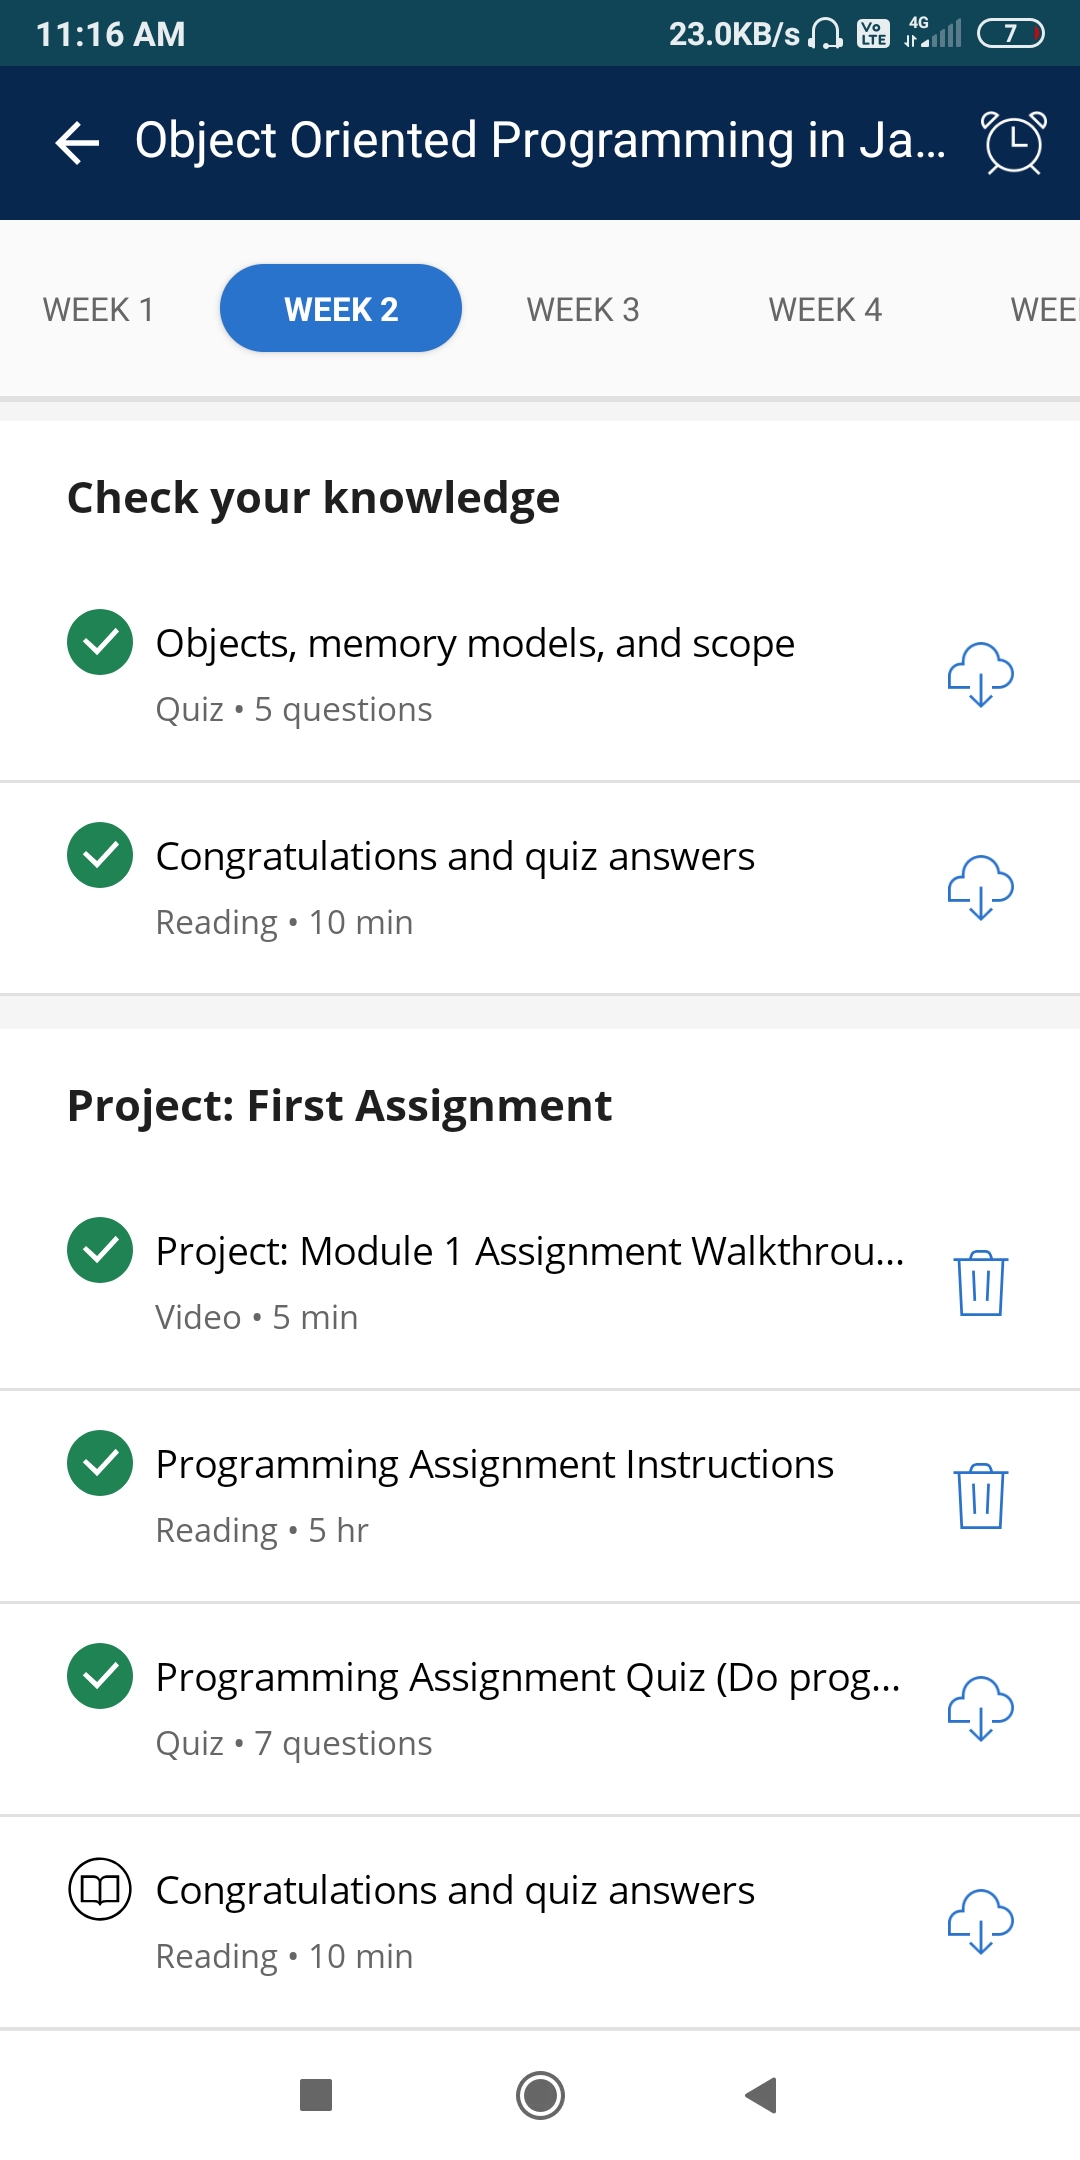 11:16 AM
23.0KB/s
Vo
LTE
4G
7
Object Oriented Programming in Ja...
WEEK 1
WEEK 2
WEEK 3
WEEK 4
WEE
Check your knowledge
Objects, memory models, and scope
Quiz • 5 questions
Congratulations and quiz answers
Reading • 10 min
Project: First Assignment
Project: Module 1 Assignment Walkthrou...
Video • 5 min
Programming Assignment Instructions
Reading • 5 hr
Programming Assignment Quiz (Do prog...
Quiz • 7 questions
Congratulations and quiz answers
Reading • 10 min